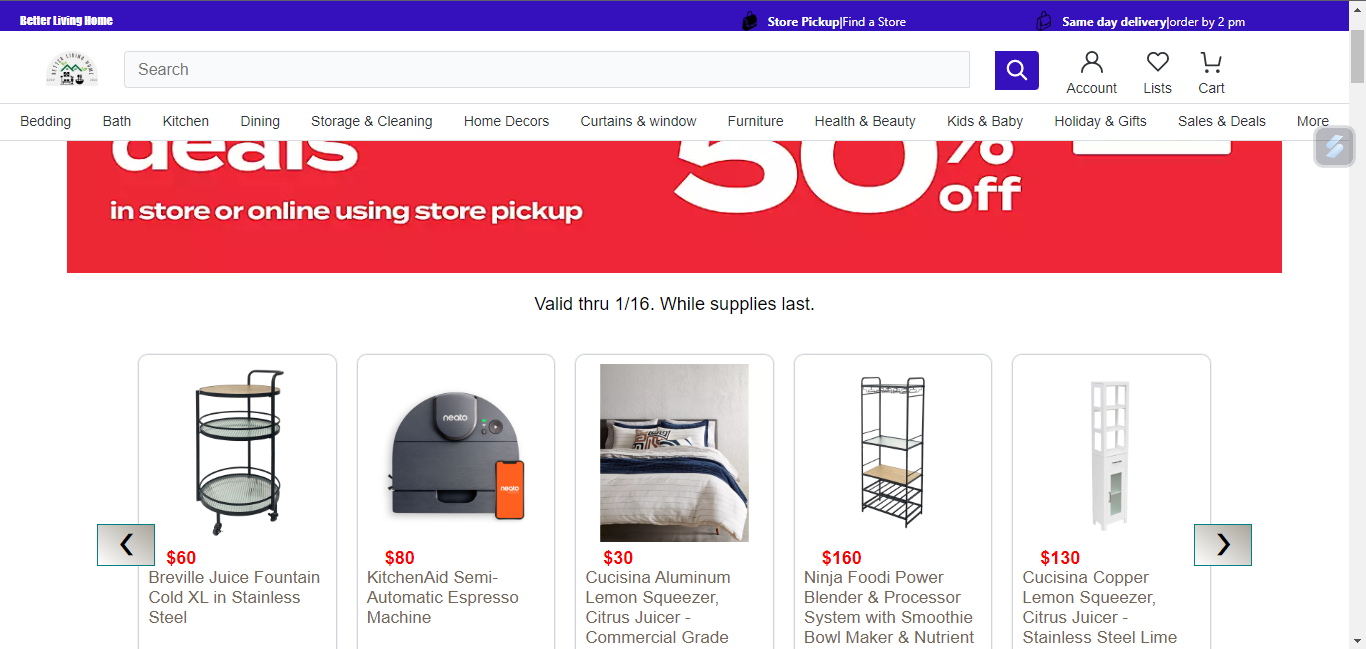 Better Living Home
Store Pickup|Find a Store
Same day delivery|order by 2 pm
BETTER LIVING HOME
Search
Account
Lists
Cart
Bedding
Bath
Kitchen
Dining
Storage & Cleaning
Home Decors
Curtains & window
Furniture
Health & Beauty
Kids & Baby
Holiday & Gifts
Sales & Deals
More
deals
in store or online using store pickup
50%
off
Valid thru 1/16. While supplies last.
neato
neato
$60
Breville Juice Fountain
Cold XL in Stainless
Steel
$80
KitchenAid Semi-
Automatic Espresso
Machine
$30
Cucisina Aluminum
Lemon Squeezer,
Citrus Juicer -
Commercial Grade
$160
Ninja Foodi Power
Blender & Processor
System with Smoothie
Bowl Maker & Nutrient
$130
Cucisina Copper
Lemon Squeezer,
Citrus Juicer -
Stainless Steel Lime